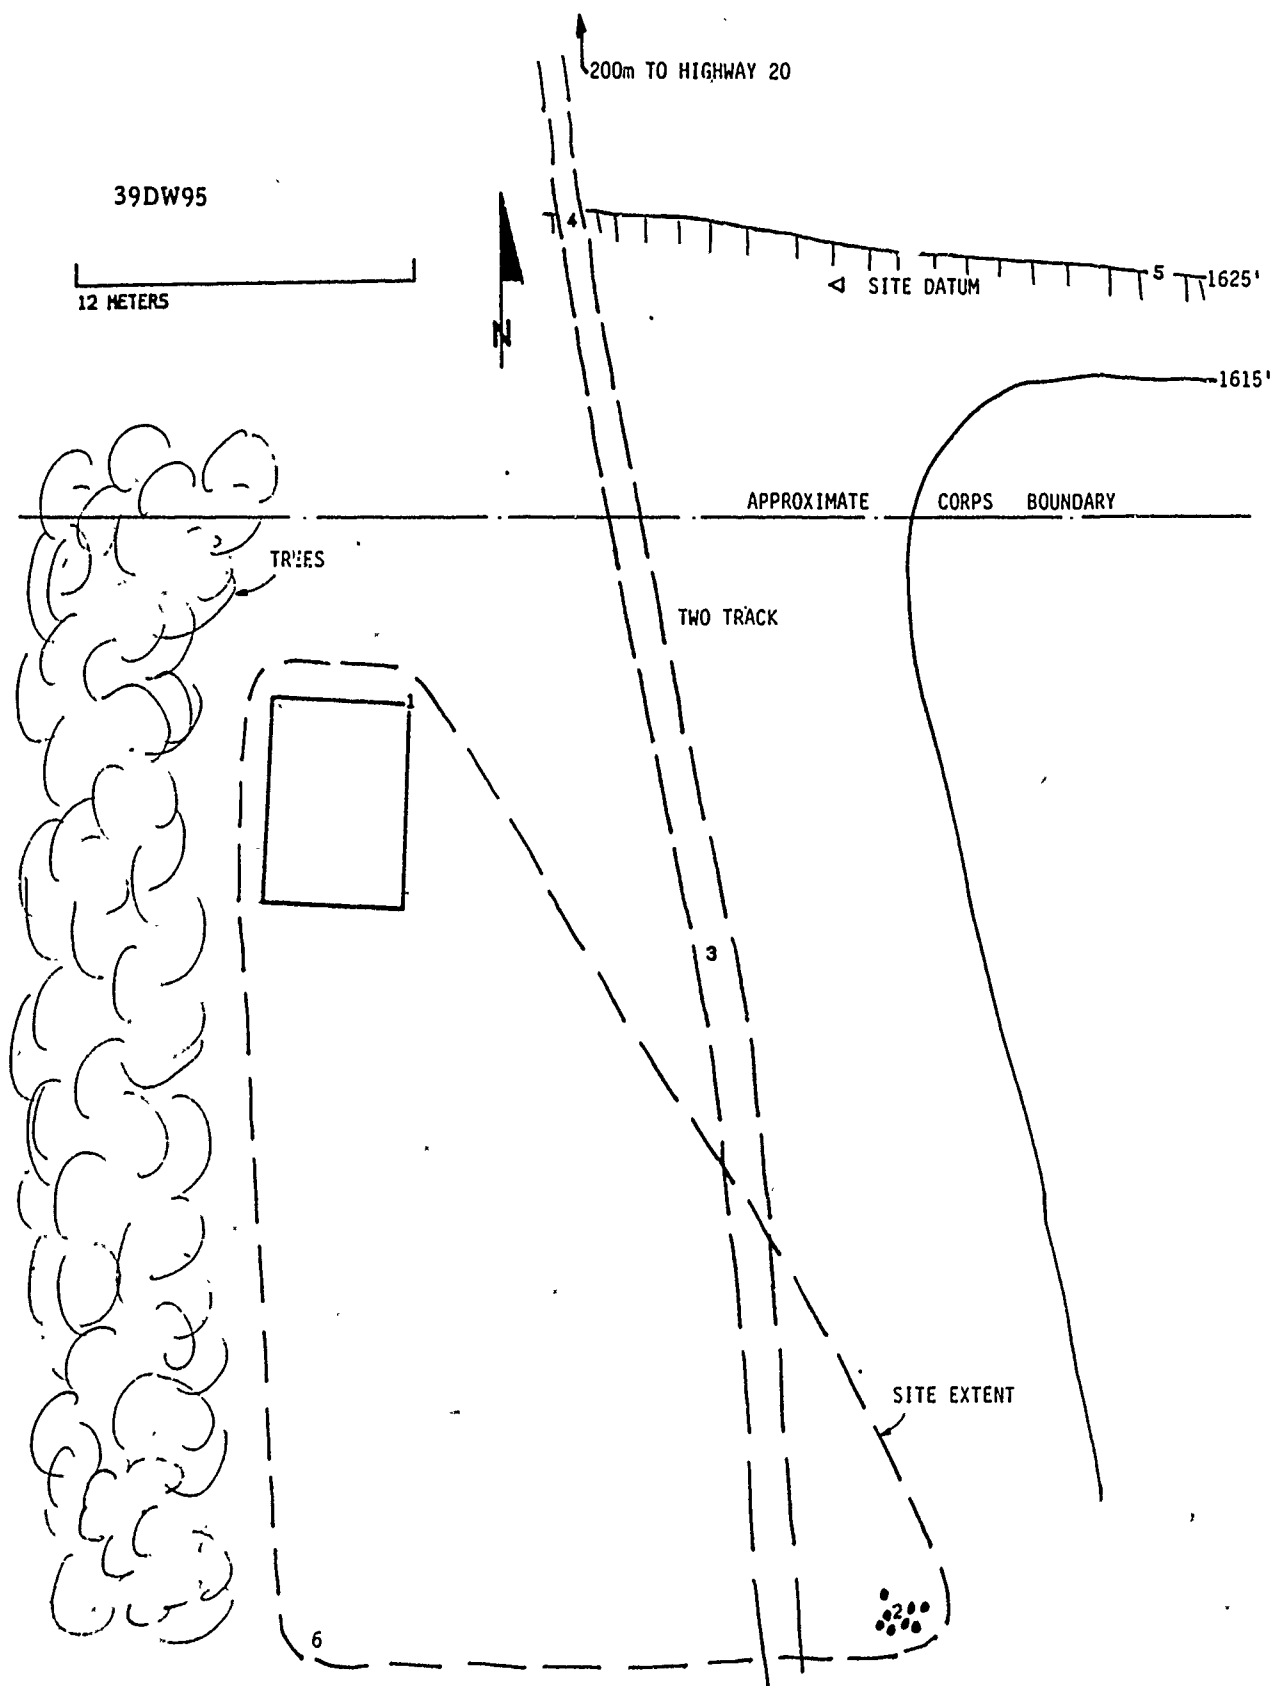 200m TO HIGHWAY 20
39DW95
4
5
1625'
SITE DATUM
12 METERS
N
1615'
APPROXIMATE CORPS BOUNDARY
TREES
TWO TRACK
1
3
SITE EXTENT
2
6